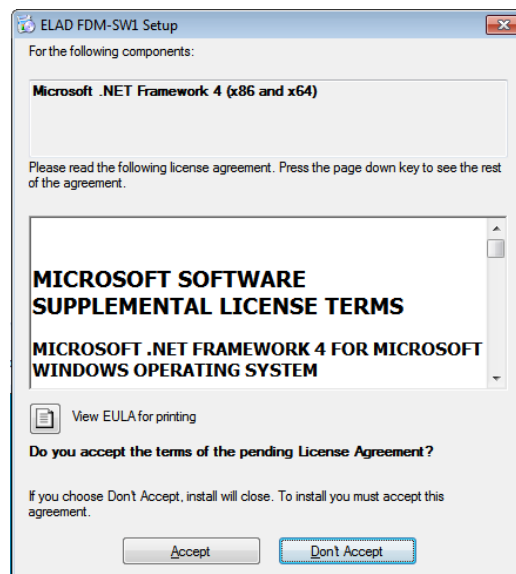 ELAD FDM-SW1 Setup
For the following components:
Microsoft .NET Framework 4 (x86 and x64)
Please read the following license agreement. Press the page down key to see the rest
of the agreement.
MICROSOFT SOFTWARE
SUPPLEMENTAL LICENSE TERMS
MICROSOFT .NET FRAMEWORK 4 FOR MICROSOFT
WINDOWS OPERATING SYSTEM
View EULA for printing
Do you accept the terms of the pending License Agreement?
If you choose Don't Accept, install will close. To install you must accept this
agreement.
Accept Don't Accept